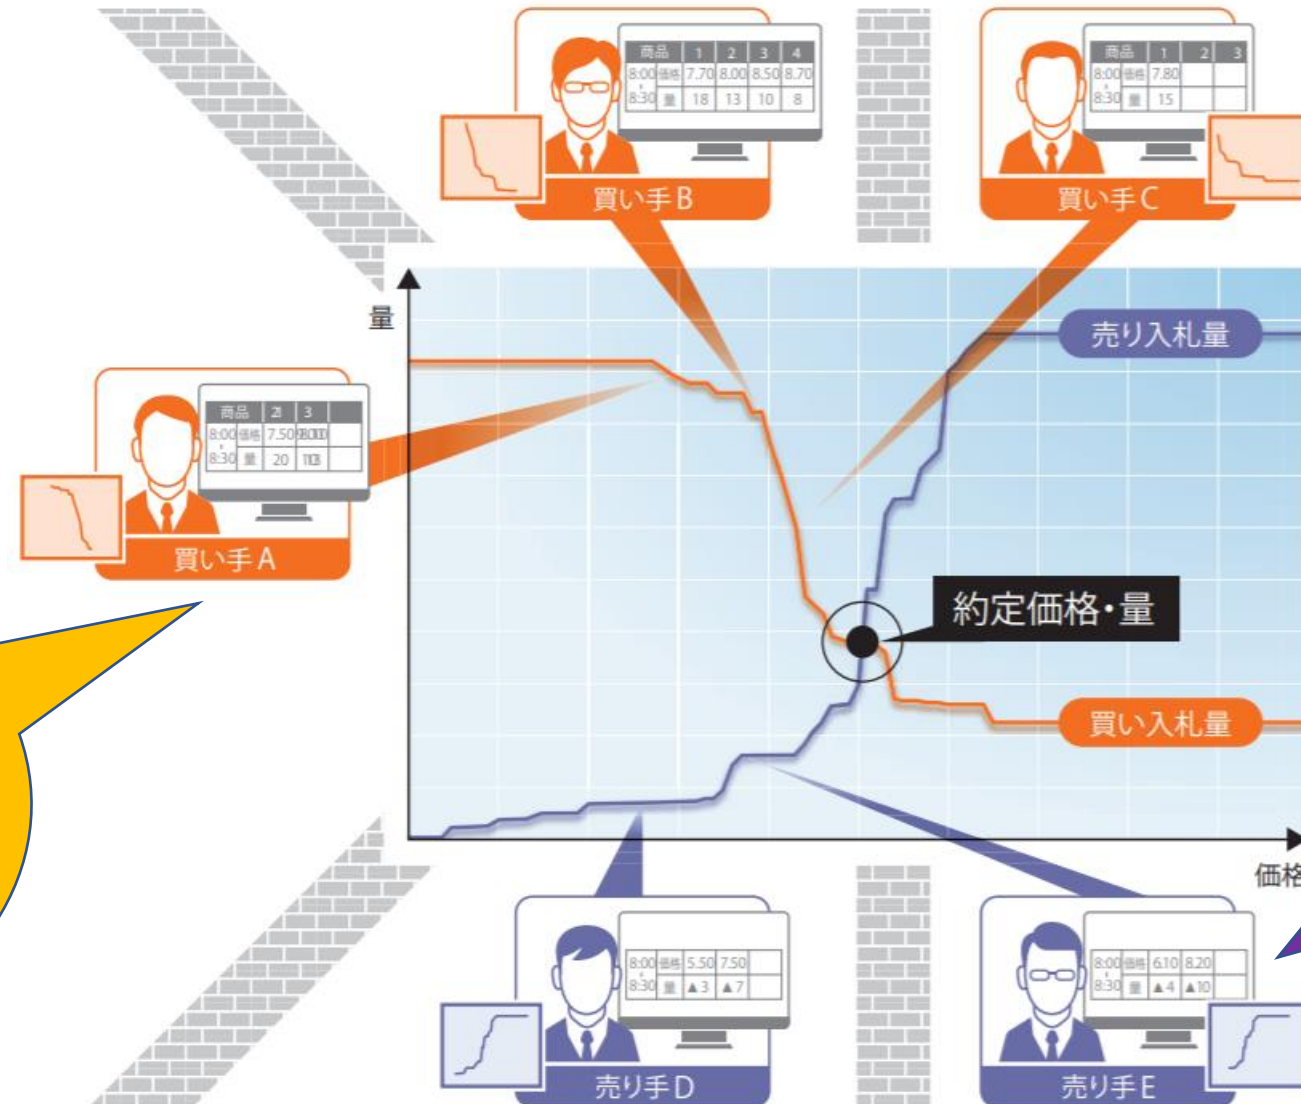 商品 1 2 3 4
8:00 価格 7.70 8.00 8.50 8.70
8:30 量 18 13 10 8
買い手B
商品 1 2 3
8:00 価格 7.80
8:30 量 15
買い手C
量
売り入札量
商品 3
8:00 価格 7.50
8:30 量 20
買い手A
約定価格・量
買い入札量
価格
8:00 価格 5.50 7.50
8:30 量 ▲3 ▲7
売り手D
8:00 価格 6.10 8.20
8:30 量 ▲4 ▲10
売り手E